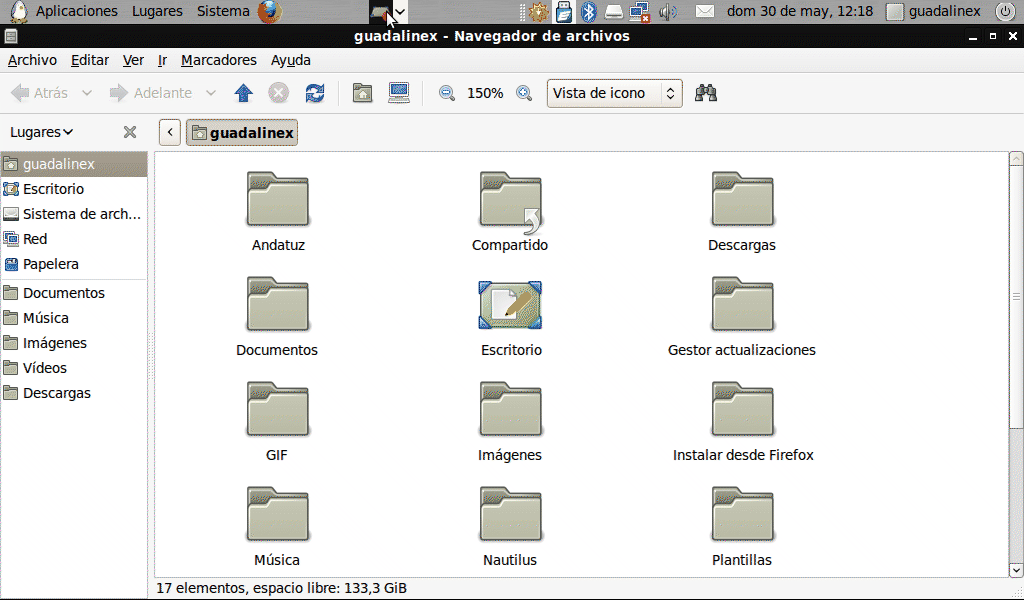 Aplicaciones Lugares Sistema dom 30 de may, 12:18 guadalinex
guadalinex - Navegador de archivos
Archivo Editar Ver Ir Marcadores Ayuda
Atrás Adelante 150% Vista de icono
Lugares guadalinex
guadalinex
Escritorio
Sistema de arch...
Red
Papelera
Documentos
Música
Imágenes
Vídeos
Descargas
Andatuz Compartido Descargas
Documentos Escritorio Gestor actualizaciones
GIF Imágenes Instalar desde Firefox
Música Nautilus Plantillas
17 elementos, espacio libre: 133,3 GiB